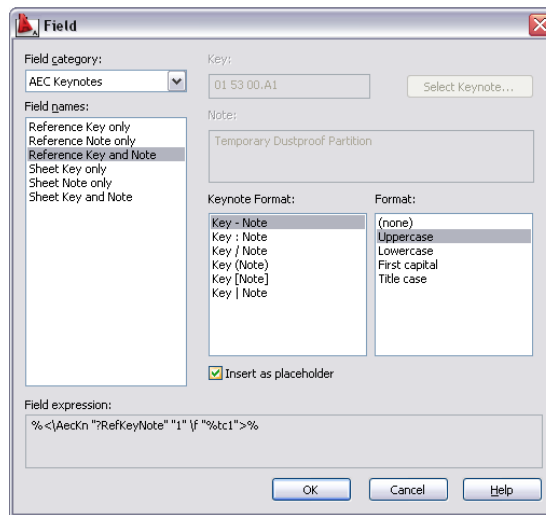 Field
Field category:
AEC Keynotes
Field names:
Reference Key only
Reference Note only
Reference Key and Note
Sheet Key only
Sheet Note only
Sheet Key and Note
Key:
01 53 00.A1
Select Keynote...
Note:
Temporary Dustproof Partition
Keynote Format:
Key - Note
Key : Note
Key / Note
Key (Note)
Key [Note]
Key | Note
Format:
(none)
Uppercase
Lowercase
First capital
Title case
Insert as placeholder
Field expression:
%<\AecKn "?RefKeyNote" "1" \f "%tc1">%
OK
Cancel
Help